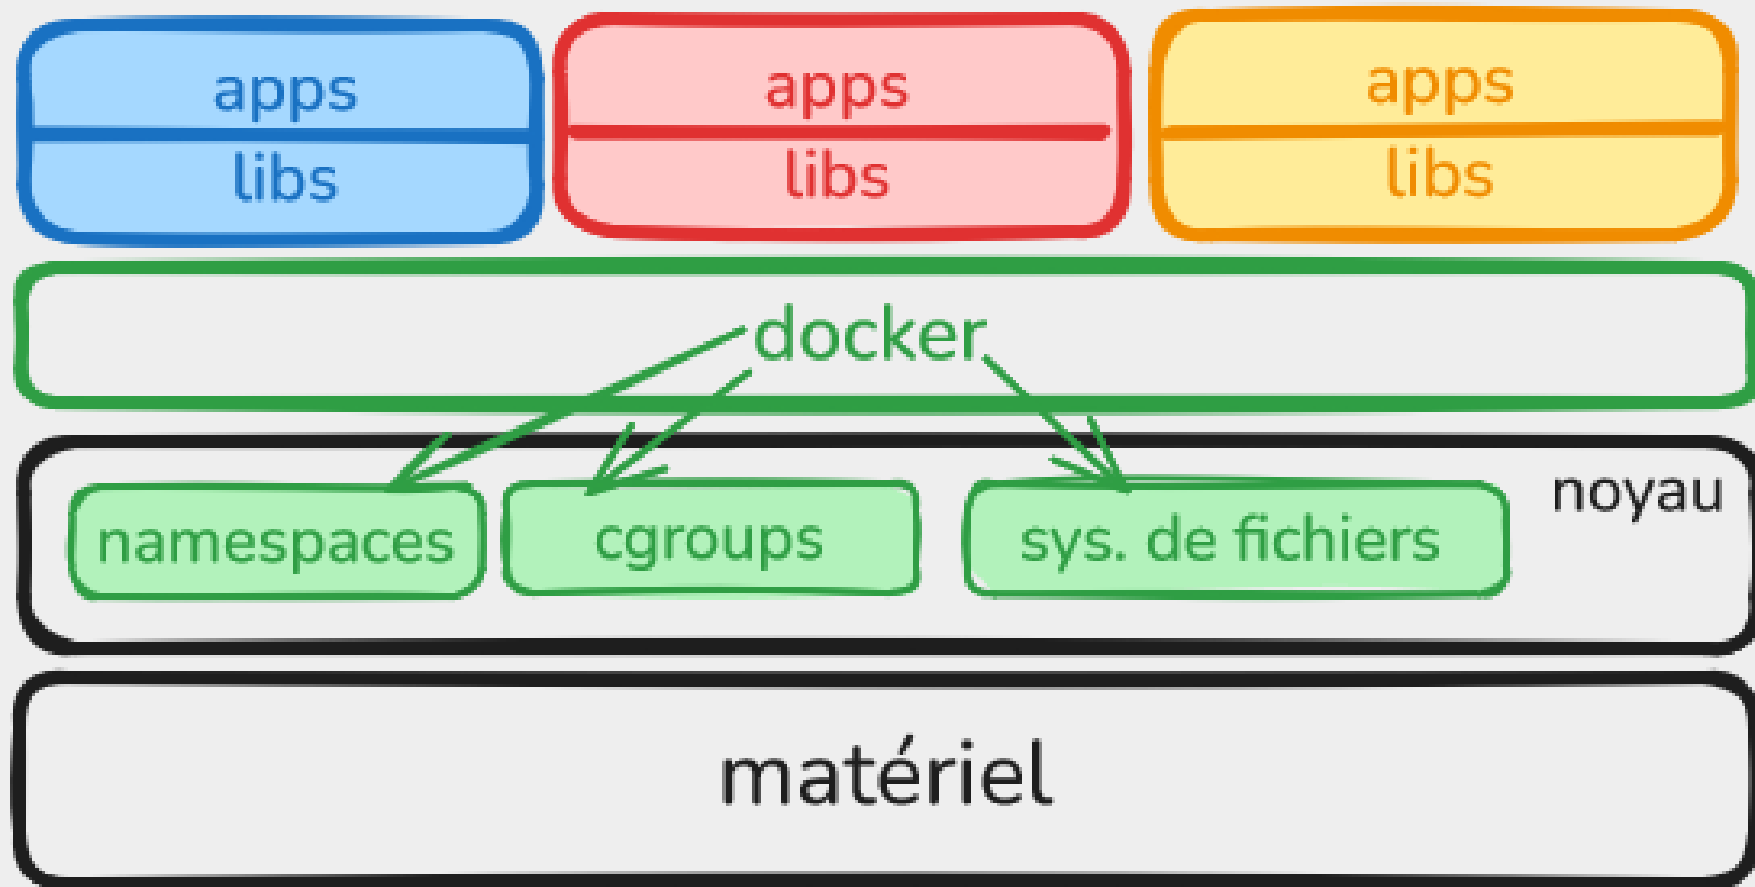 apps
libs
apps
libs
apps
libs
docker
noyau
namespaces
cgroups
sys. de fichiers
matériel